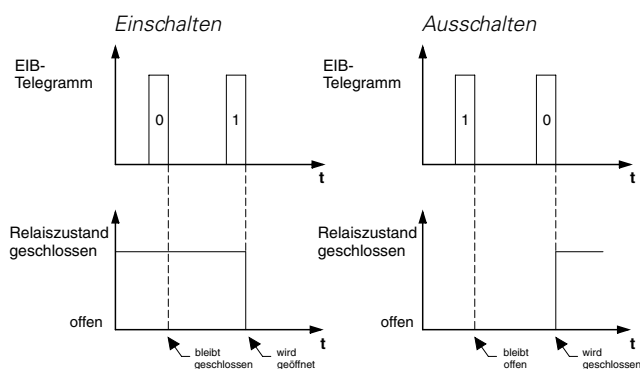 Einschalten
EIB-
Telegramm
0
1
t
Relaiszustand
geschlossen
offen
t
bleibt
geschlossen
wird
geöffnet
Ausschalten
EIB-
Telegramm
1
0
t
Relaiszustand
geschlossen
offen
t
bleibt
offen
wird
geschlossen